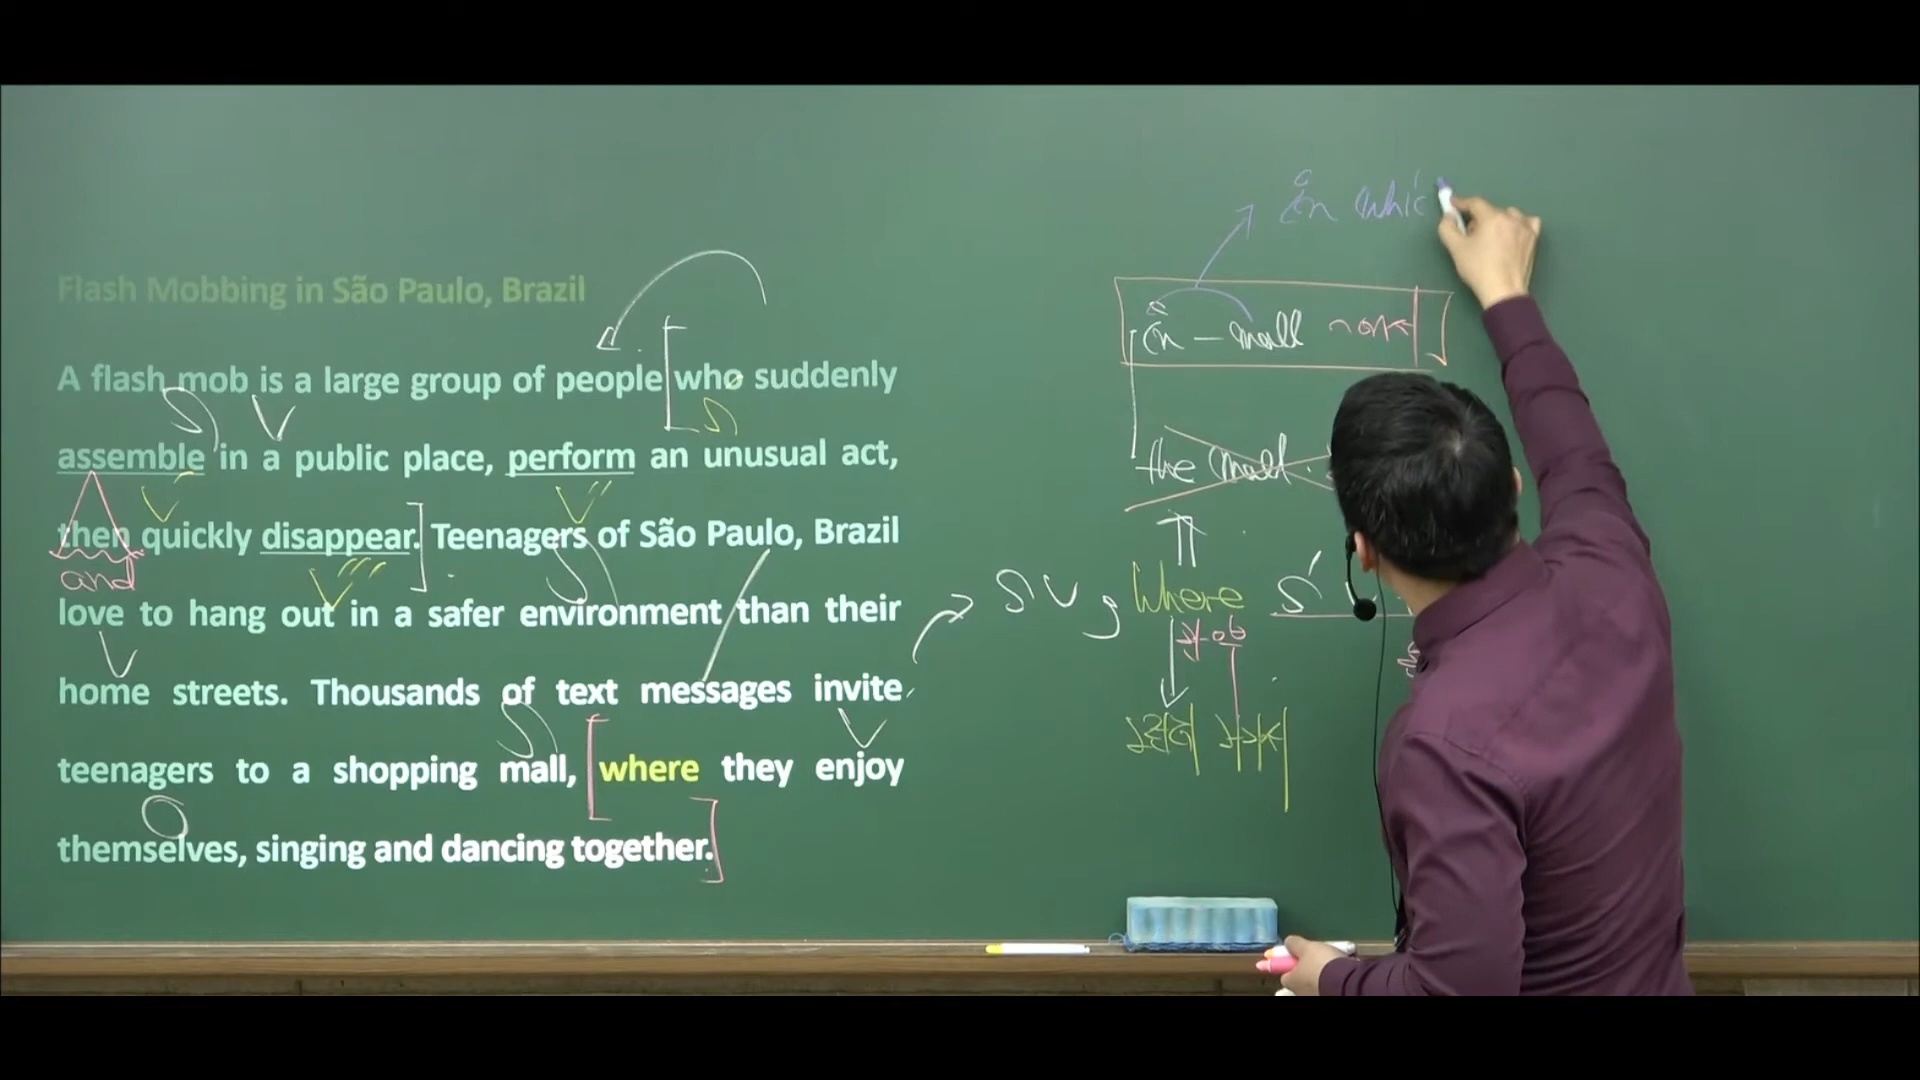 Flash Mobbing in São Paulo, Brazil
A flash mob is a large group of people who suddenly
assemble in a public place, perform an unusual act,
then quickly disappear. Teenagers of São Paulo, Brazil
and
love to hang out in a safer environment than their
home streets. Thousands of text messages invite
teenagers to a shopping mall, where they enjoy
themselves, singing and dancing together.
S V
S
V' V''
V'''
S
V
S V
O
in whic
in - mall
the mall
S V , where S'